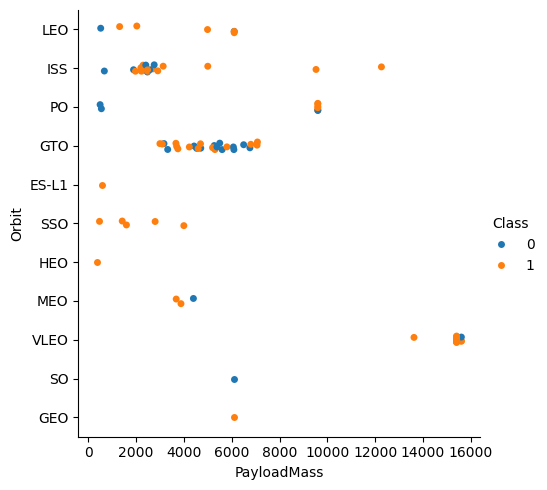 LEO
ISS
PO
GTO
ES-L1
SSO
HEO
MEO
VLEO
SO
GEO
Orbit
Class
0
1
0 2000 4000 6000 8000 10000 12000 14000 16000
PayloadMass